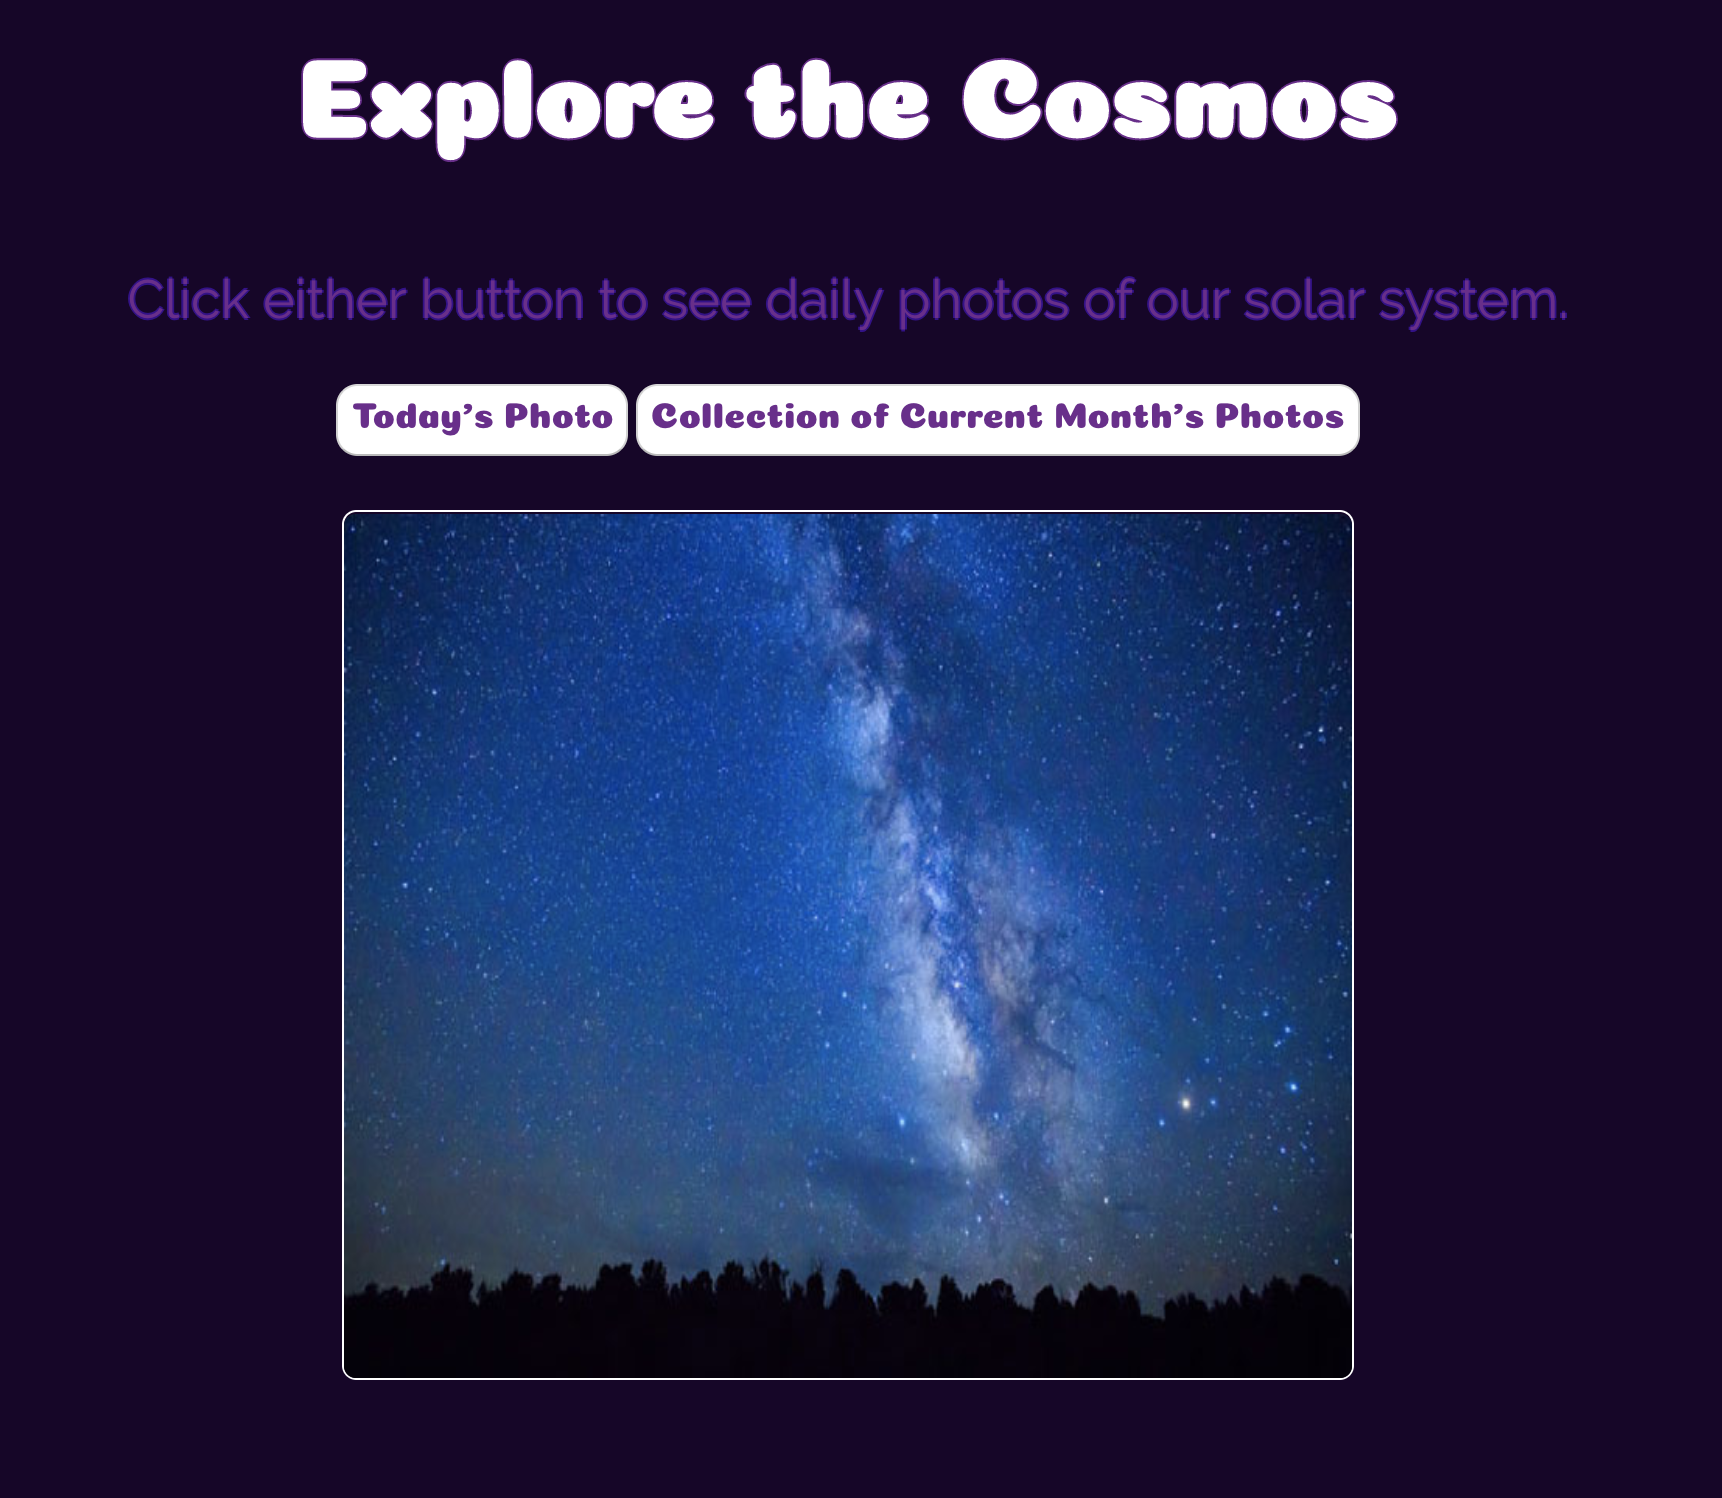 Explore the Cosmos
Click either button to see daily photos of our solar system.
Today's Photo
Collection of Current Month's Photos